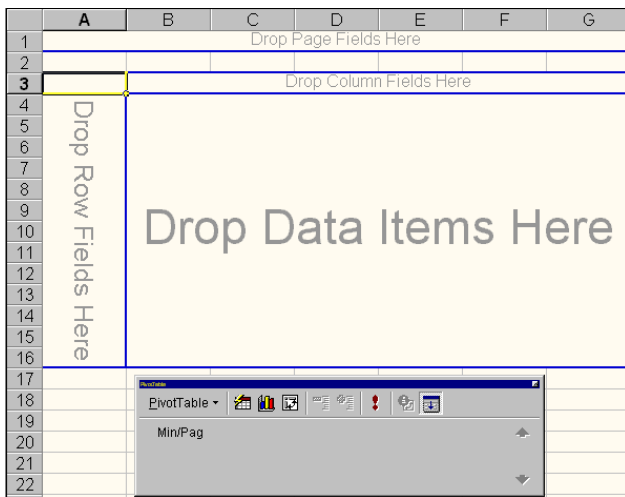 A B C D E F G
1 Drop Page Fields Here
2
3 Drop Column Fields Here
4
5
6
7
8
9
10
11
12
13
14
15
16
Drop Row Fields Here
Drop Data Items Here
17
18
19
20
21
22
PivotTable
PivotTable
Min/Pag